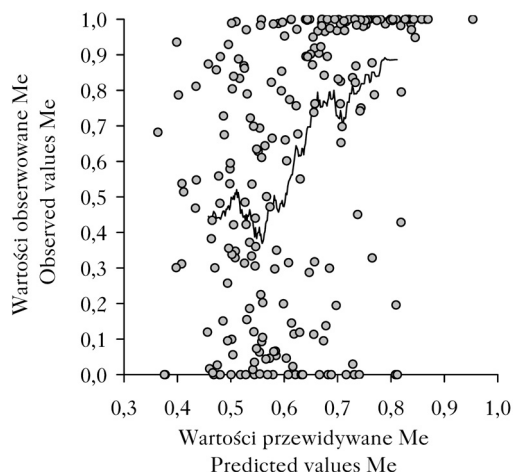 Wartości obserwowane Me
Observed values Me
1,0
0,9
0,8
0,7
0,6
0,5
0,4
0,3
0,2
0,1
0,0
0,3 0,4 0,5 0,6 0,7 0,8 0,9 1,0
Wartości przewidywane Me
Predicted values Me